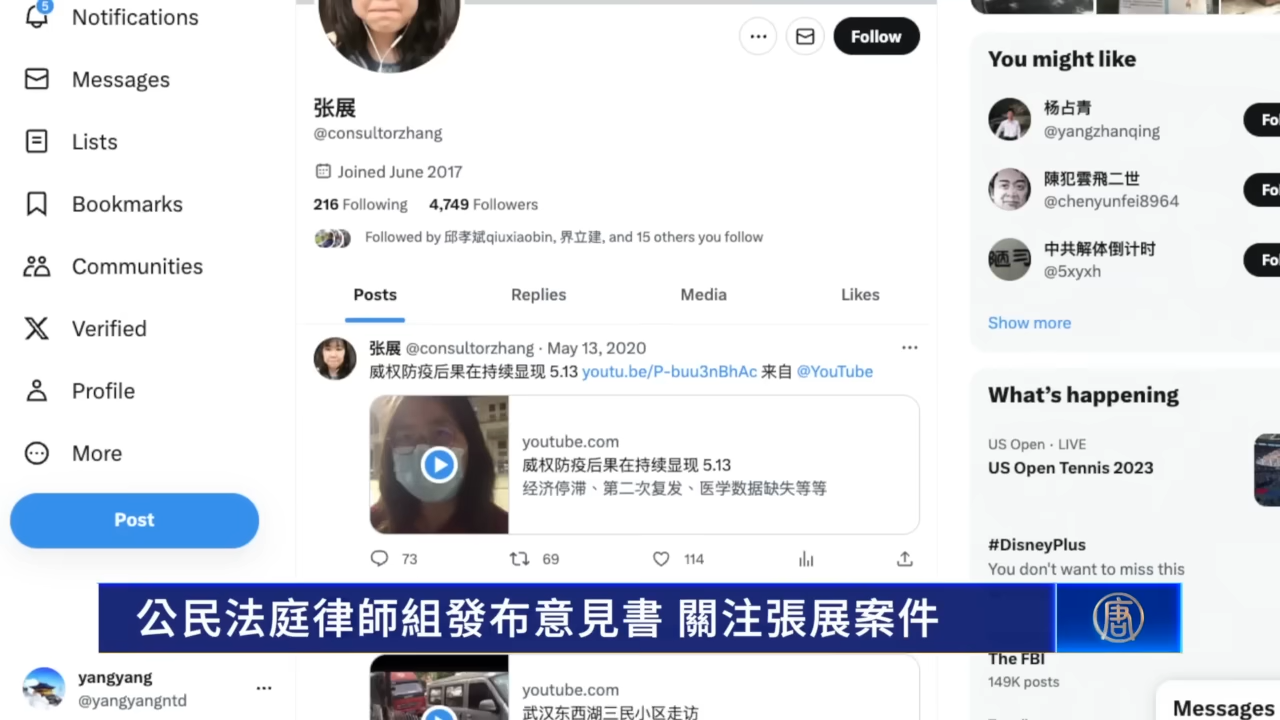 5
Notifications
Messages
Lists
Bookmarks
Communities
Verified
Profile
More
Post
yangyang
@yangyangntd
Follow
张展
@consultorzhang
Joined June 2017
216 Following 4,749 Followers
Followed by 邱孝斌qiuxiaobin, 界立建, and 15 others you follow
Posts Replies Media Likes
张展 @consultorzhang · May 13, 2020
威权防疫后果在持续显现 5.13 youtu.be/P-buu3nBhAc 来自 @YouTube
youtube.com
威权防疫后果在持续显现 5.13
经济停滞、第二次复发、医学数据缺失等等
73 69 114
公民法庭律師組發布意見書 關注張展案件
唐
youtube.com
武汉东西湖三民小区走访
You might like
杨占青
@yangzhanqing
Fo
陳犯雲飛二世
@chenyunfei8964
Fo
陋习
中共解体倒计时
@5xyxh
Fo
Show more
What's happening
US Open · LIVE
US Open Tennis 2023
#DisneyPlus
You don't want to miss this
The FBI
149K posts
Messages